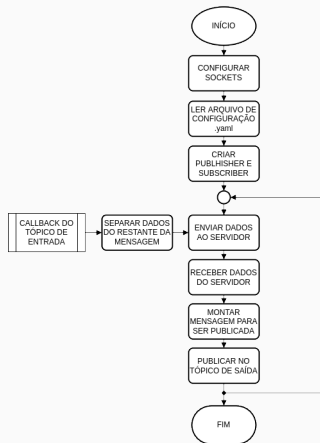 INÍCIO
CONFIGURAR
SOCKETS
LER ARQUIVO DE
CONFIGURAÇÃO
.yaml
CRIAR
PUBLHISHER E
SUBSCRIBER
CALLBACK DO
TÓPICO DE
ENTRADA
SEPARAR DADOS
DO RESTANTE DA
MENSAGEM
ENVIAR DADOS
AO SERVIDOR
RECEBER DADOS
DO SERVIDOR
MONTAR
MENSAGEM PARA
SER PUBLICADA
PUBLICAR NO
TÓPICO DE SAÍDA
FIM